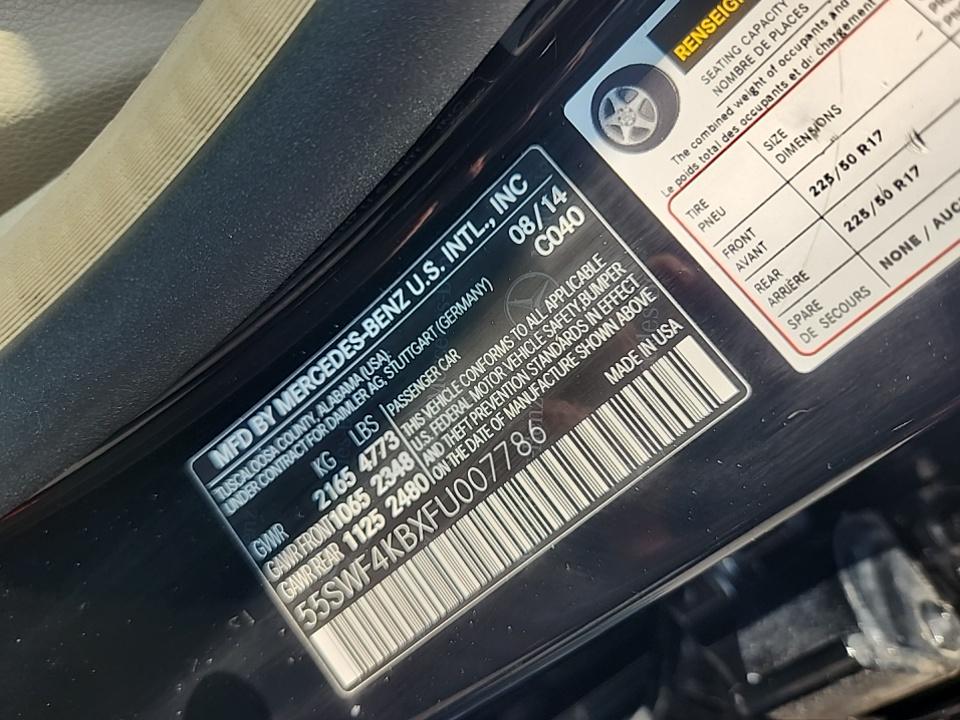 MFD BY MERCEDES-BENZ U.S. INTL., INC
TUSCALOOSA COUNTY, ALABAMA (USA),
UNDER CONTRACT FOR DAIMLER AG, STUTTGART (GERMANY)
08/14
C040
KG LBS PASSENGER CAR
GVWR 2165 4773
GAWR FRONT 1065 2348
GAWR REAR 1125 2480
THIS VEHICLE CONFORMS TO ALL APPLICABLE
U.S. FEDERAL MOTOR VEHICLE SAFETY, BUMPER
AND THEFT PREVENTION STANDARDS IN EFFECT
ON THE DATE OF MANUFACTURE SHOWN ABOVE
55SWF4KBXFU007786
MADE IN USA
SEATING CAPACITY
NOMBRE DE PLACES
The combined weight of occupants and
Le poids total des occupants et du chargement
TIRE SIZE
PNEU DIMENSIONS
FRONT 225/50 R17
AVANT
REAR 225/50 R17
ARRIÈRE
SPARE NONE / AUC
DE SECOURS